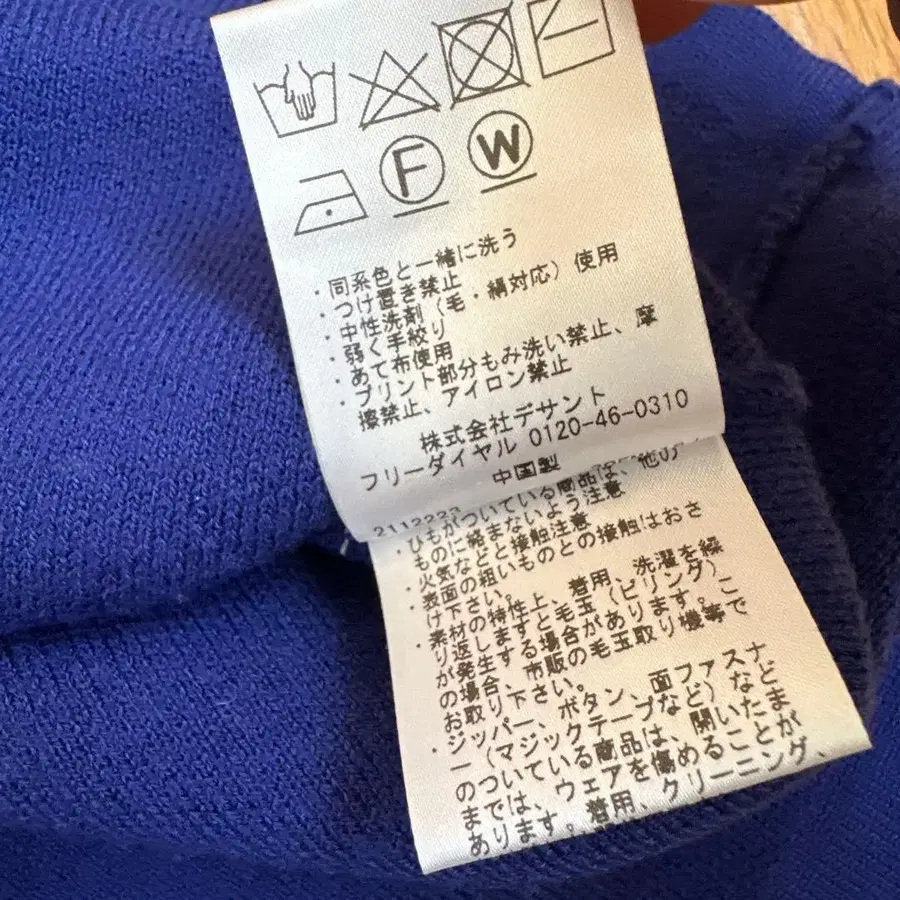 F W
・同系色と一緒に洗う
・つけ置き禁止
・中性洗剤(毛・絹対応)使用
・弱く手絞り
・あて布使用
・プリント部分もみ洗い禁止、摩
擦禁止、アイロン禁止
株式会社デサント
フリーダイヤル 0120-46-0310
中国製
2112223
・ひもがついている商品は、他の
ものに絡まないよう注意
・火気などと接触注意
・表面の粗いものとの接触はおさ
け下さい。
・素材の特性上、着用、洗濯を繰
り返しますと毛玉(ピリング)
が発生する場合があります。こ
の場合、市販の毛玉取り機等で
お取り下さい。
・ジッパー、ボタン、面ファスナ
ー(マジックテープなど)など
のついている商品は、開いたま
までは、ウェアを傷めることが
あります。着用、クリーニング、